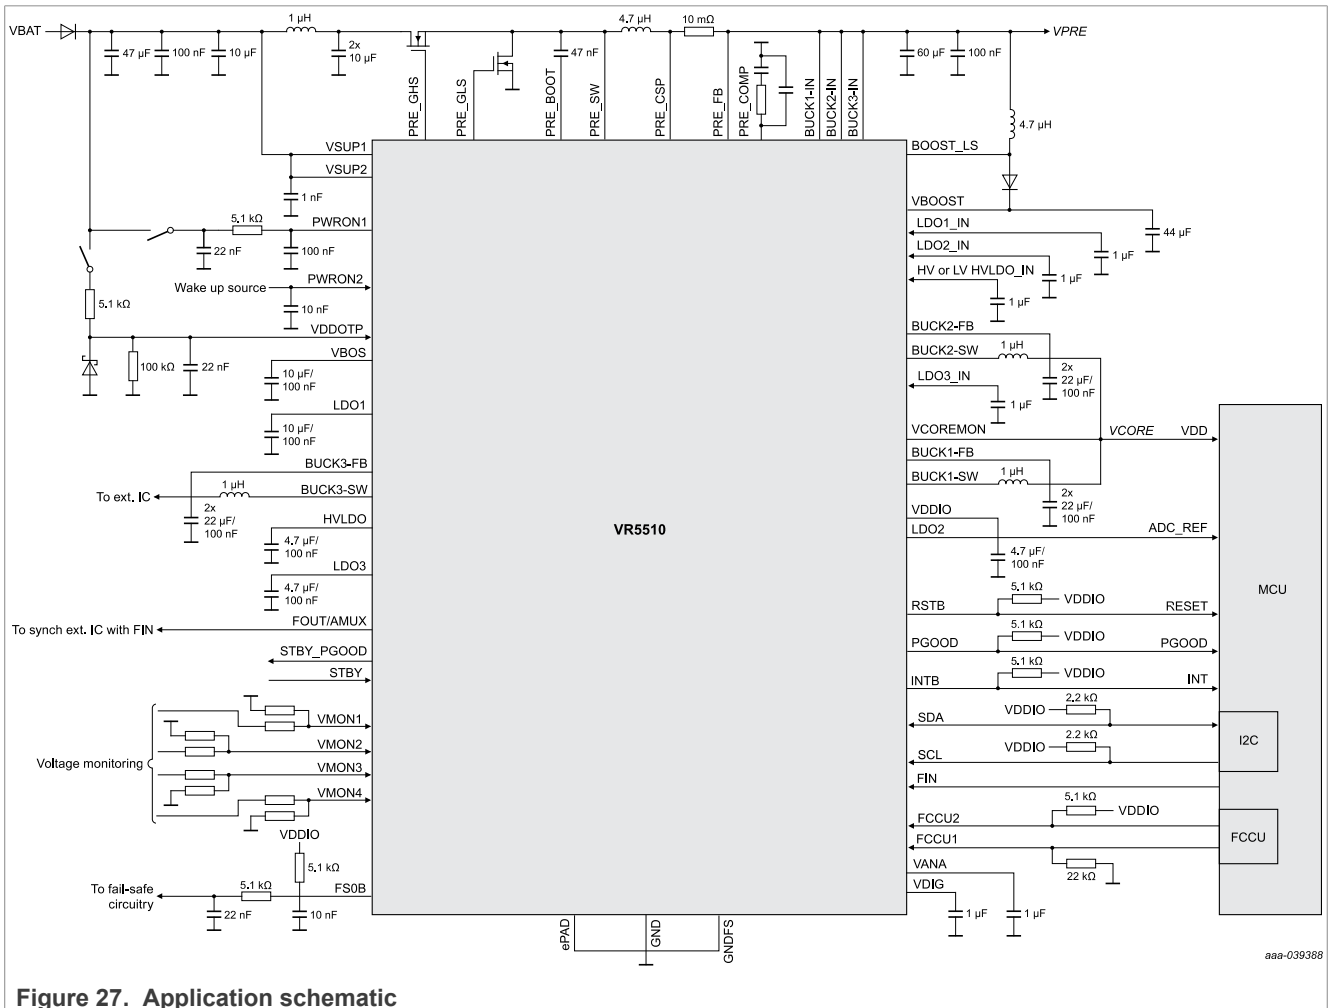 VBAT
1 µH
4.7 µH
10 mΩ
VPRE
47 µF
100 nF
10 µF
2x
10 µF
47 nF
60 µF
100 nF
PRE_GHS
PRE_GLS
PRE_BOOT
PRE_SW
PRE_CSP
PRE_FB
PRE_COMP
BUCK1-IN
BUCK2-IN
BUCK3-IN
4.7 µH
VSUP1
VSUP2
1 nF
5.1 kΩ
PWRON1
22 nF
100 nF
Wake up source
PWRON2
10 nF
5.1 kΩ
VDDOTP
100 kΩ
22 nF
VBOS
10 µF/
100 nF
LDO1
10 µF/
100 nF
BUCK3-FB
1 µH
BUCK3-SW
To ext. IC
2x
22 µF/
100 nF
HVLDO
4.7 µF/
100 nF
LDO3
4.7 µF/
100 nF
FOUT/AMUX
To synch ext. IC with FIN
STBY_PGOOD
STBY
VMON1
VMON2
Voltage monitoring
VMON3
VMON4
VDDIO
5.1 kΩ
To fail-safe
circuitry
5.1 kΩ
FS0B
22 nF
10 nF
VR5510
ePAD
GND
GNDFS
BOOST_LS
VBOOST
44 µF
LDO1_IN
1 µF
LDO2_IN
1 µF
HV or LV HVLDO_IN
1 µF
BUCK2-FB
BUCK2-SW
1 µH
2x
22 µF/
100 nF
LDO3_IN
1 µF
VCOREMON
VCORE
VDD
BUCK1-FB
BUCK1-SW
1 µH
2x
22 µF/
100 nF
VDDIO
LDO2
ADC_REF
4.7 µF/
100 nF
5.1 kΩ
VDDIO
RSTB
RESET
5.1 kΩ
VDDIO
PGOOD
PGOOD
5.1 kΩ
VDDIO
INTB
INT
2.2 kΩ
VDDIO
SDA
2.2 kΩ
VDDIO
SCL
I2C
FIN
5.1 kΩ
VDDIO
FCCU2
FCCU1
FCCU
22 kΩ
VANA
VDIG
1 µF
1 µF
MCU
aaa-039388
Figure 27. Application schematic